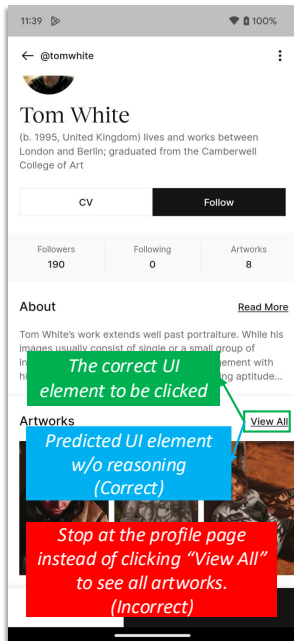 11:39 100%
@tomwhite
Tom White
(b. 1995, United Kingdom) lives and works between
London and Berlin; graduated from the Camberwell
College of Art
CV Follow
Followers Following Artworks
190 0 8
About Read More
Tom White's work extends well past portraiture. While his
images usually consist of single or a small group of
The correct UI
element to be clicked
Artworks View All
Predicted UI element
w/o reasoning
(Correct)
Stop at the profile page
instead of clicking "View All"
to see all artworks.
(Incorrect)